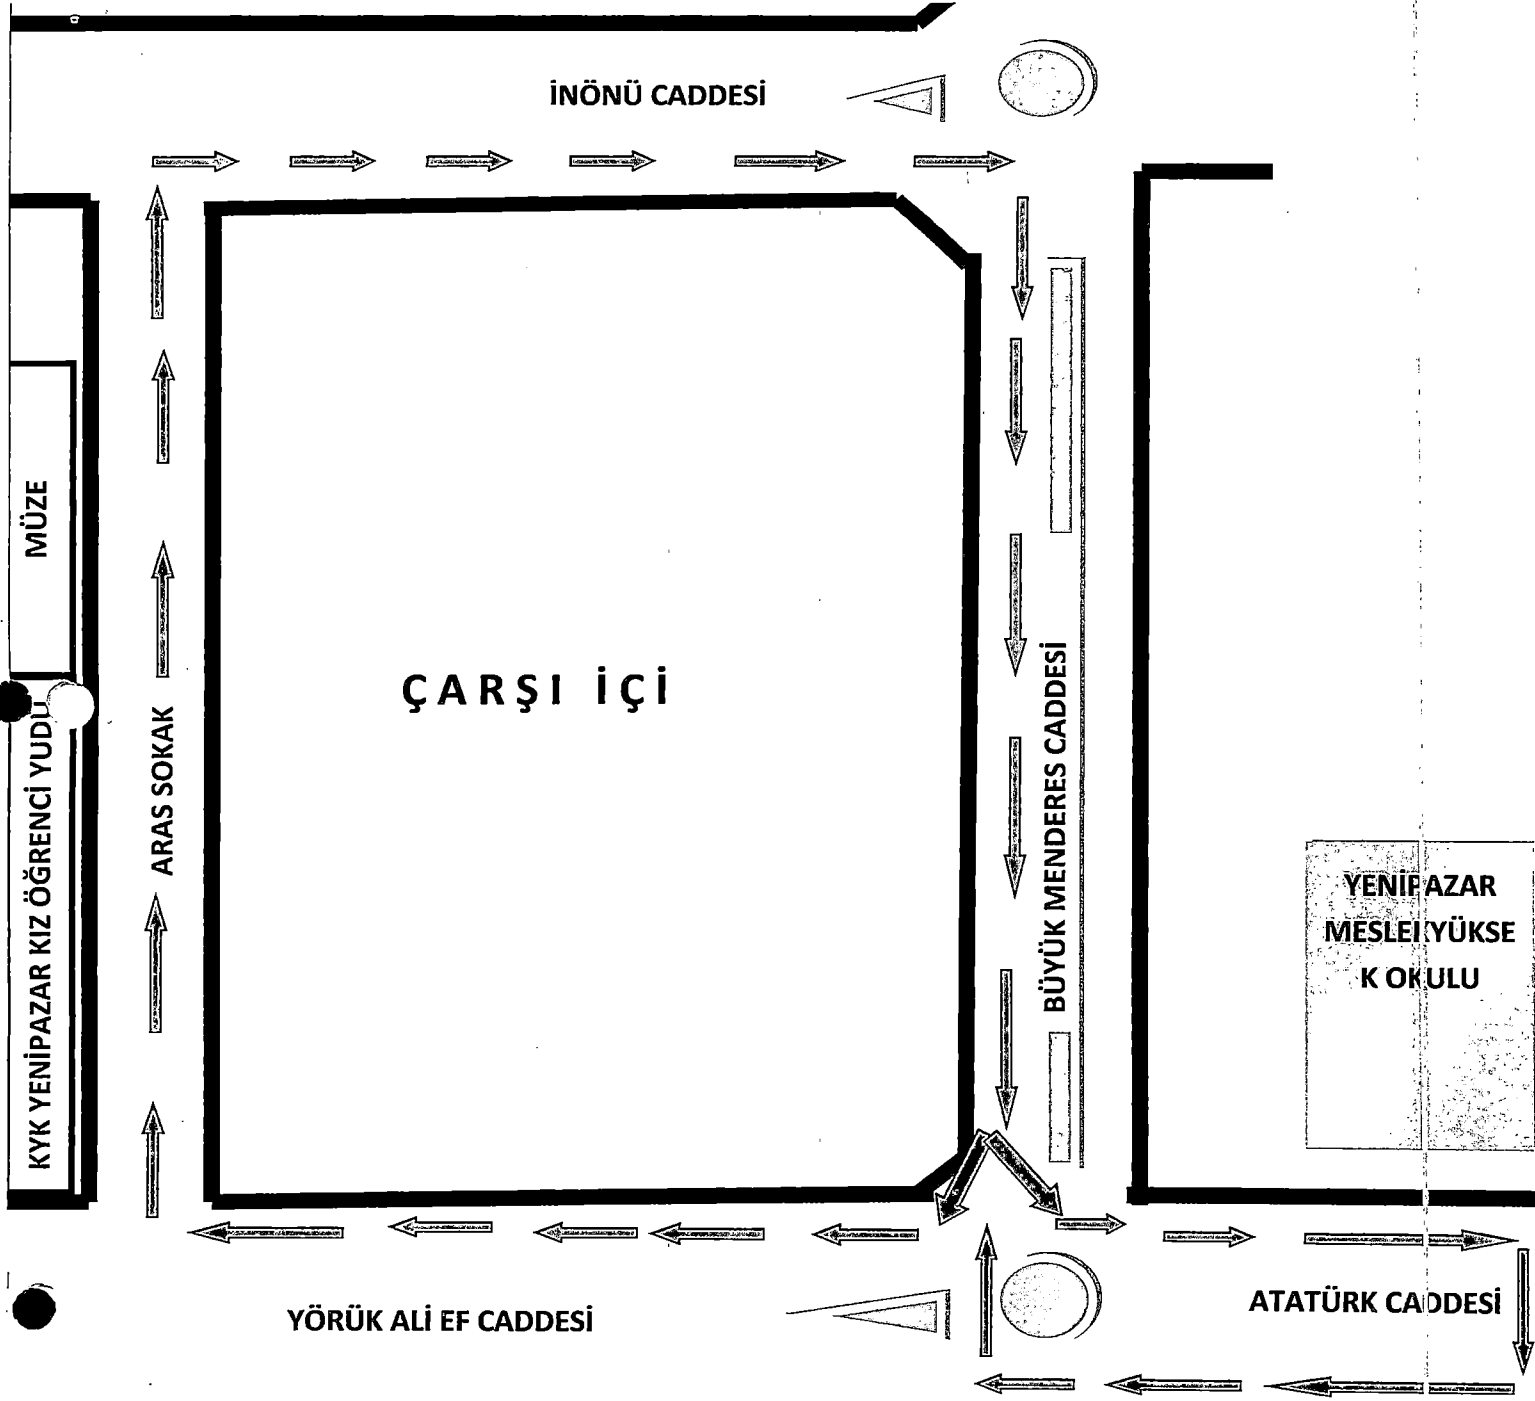 İNÖNÜ CADDESİ
MÜZE
ÇARŞI İÇİ
KYK YENİPAZAR KIZ ÖĞRENCİ YUDU
ARAS SOKAK
BÜYÜK MENDERES CADDESİ
YENİPAZAR
MESLEKYÜKSE
K OKULU
YÖRÜK ALİ EF CADDESİ
ATATÜRK CADDESİ